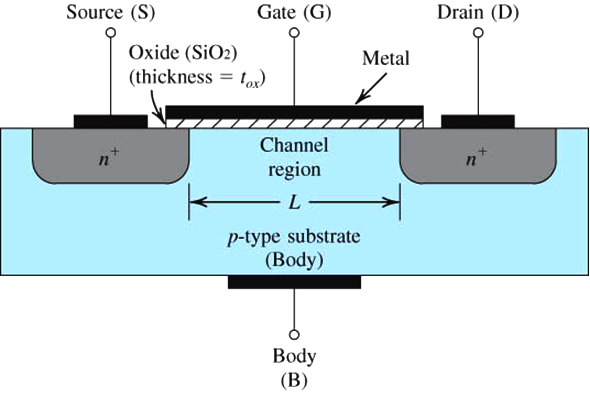 Source (S)
Gate (G)
Drain (D)
Oxide (SiO₂)
(thickness = tₒₓ)
Metal
n⁺
Channel
region
n⁺
L
p-type substrate
(Body)
Body
(B)